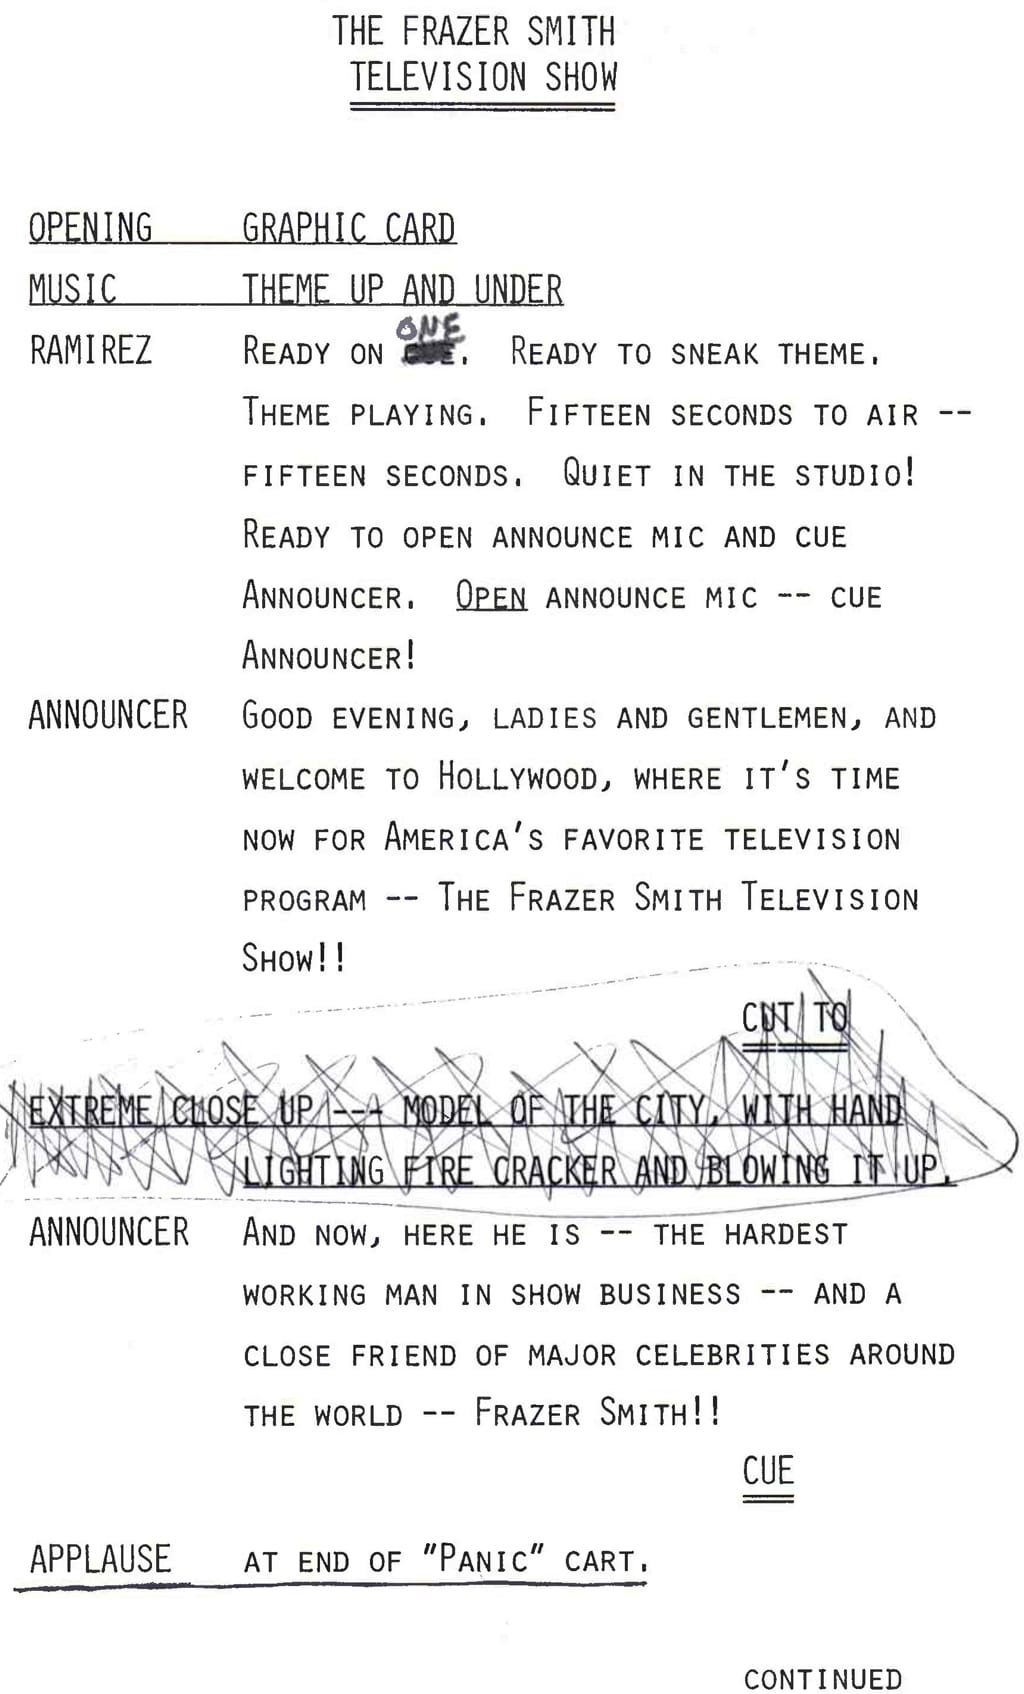 THE FRAZER SMITH
TELEVISION SHOW
OPENING GRAPHIC CARD
MUSIC THEME UP AND UNDER
ONE
RAMIREZ READY ON . READY TO SNEAK THEME.
THEME PLAYING. FIFTEEN SECONDS TO AIR --
FIFTEEN SECONDS. QUIET IN THE STUDIO!
READY TO OPEN ANNOUNCE MIC AND CUE
ANNOUNCER. OPEN ANNOUNCE MIC -- CUE
ANNOUNCER!
ANNOUNCER GOOD EVENING, LADIES AND GENTLEMEN, AND
WELCOME TO HOLLYWOOD, WHERE IT'S TIME
NOW FOR AMERICA'S FAVORITE TELEVISION
PROGRAM -- THE FRAZER SMITH TELEVISION
SHOW!!
CUT TO
EXTREME CLOSE UP --- MODEL OF THE CITY, WITH HAND
LIGHTING FIRE CRACKER AND BLOWING IT UP.
ANNOUNCER AND NOW, HERE HE IS -- THE HARDEST
WORKING MAN IN SHOW BUSINESS -- AND A
CLOSE FRIEND OF MAJOR CELEBRITIES AROUND
THE WORLD -- FRAZER SMITH!!
CUE
APPLAUSE AT END OF "PANIC" CART.
CONTINUED